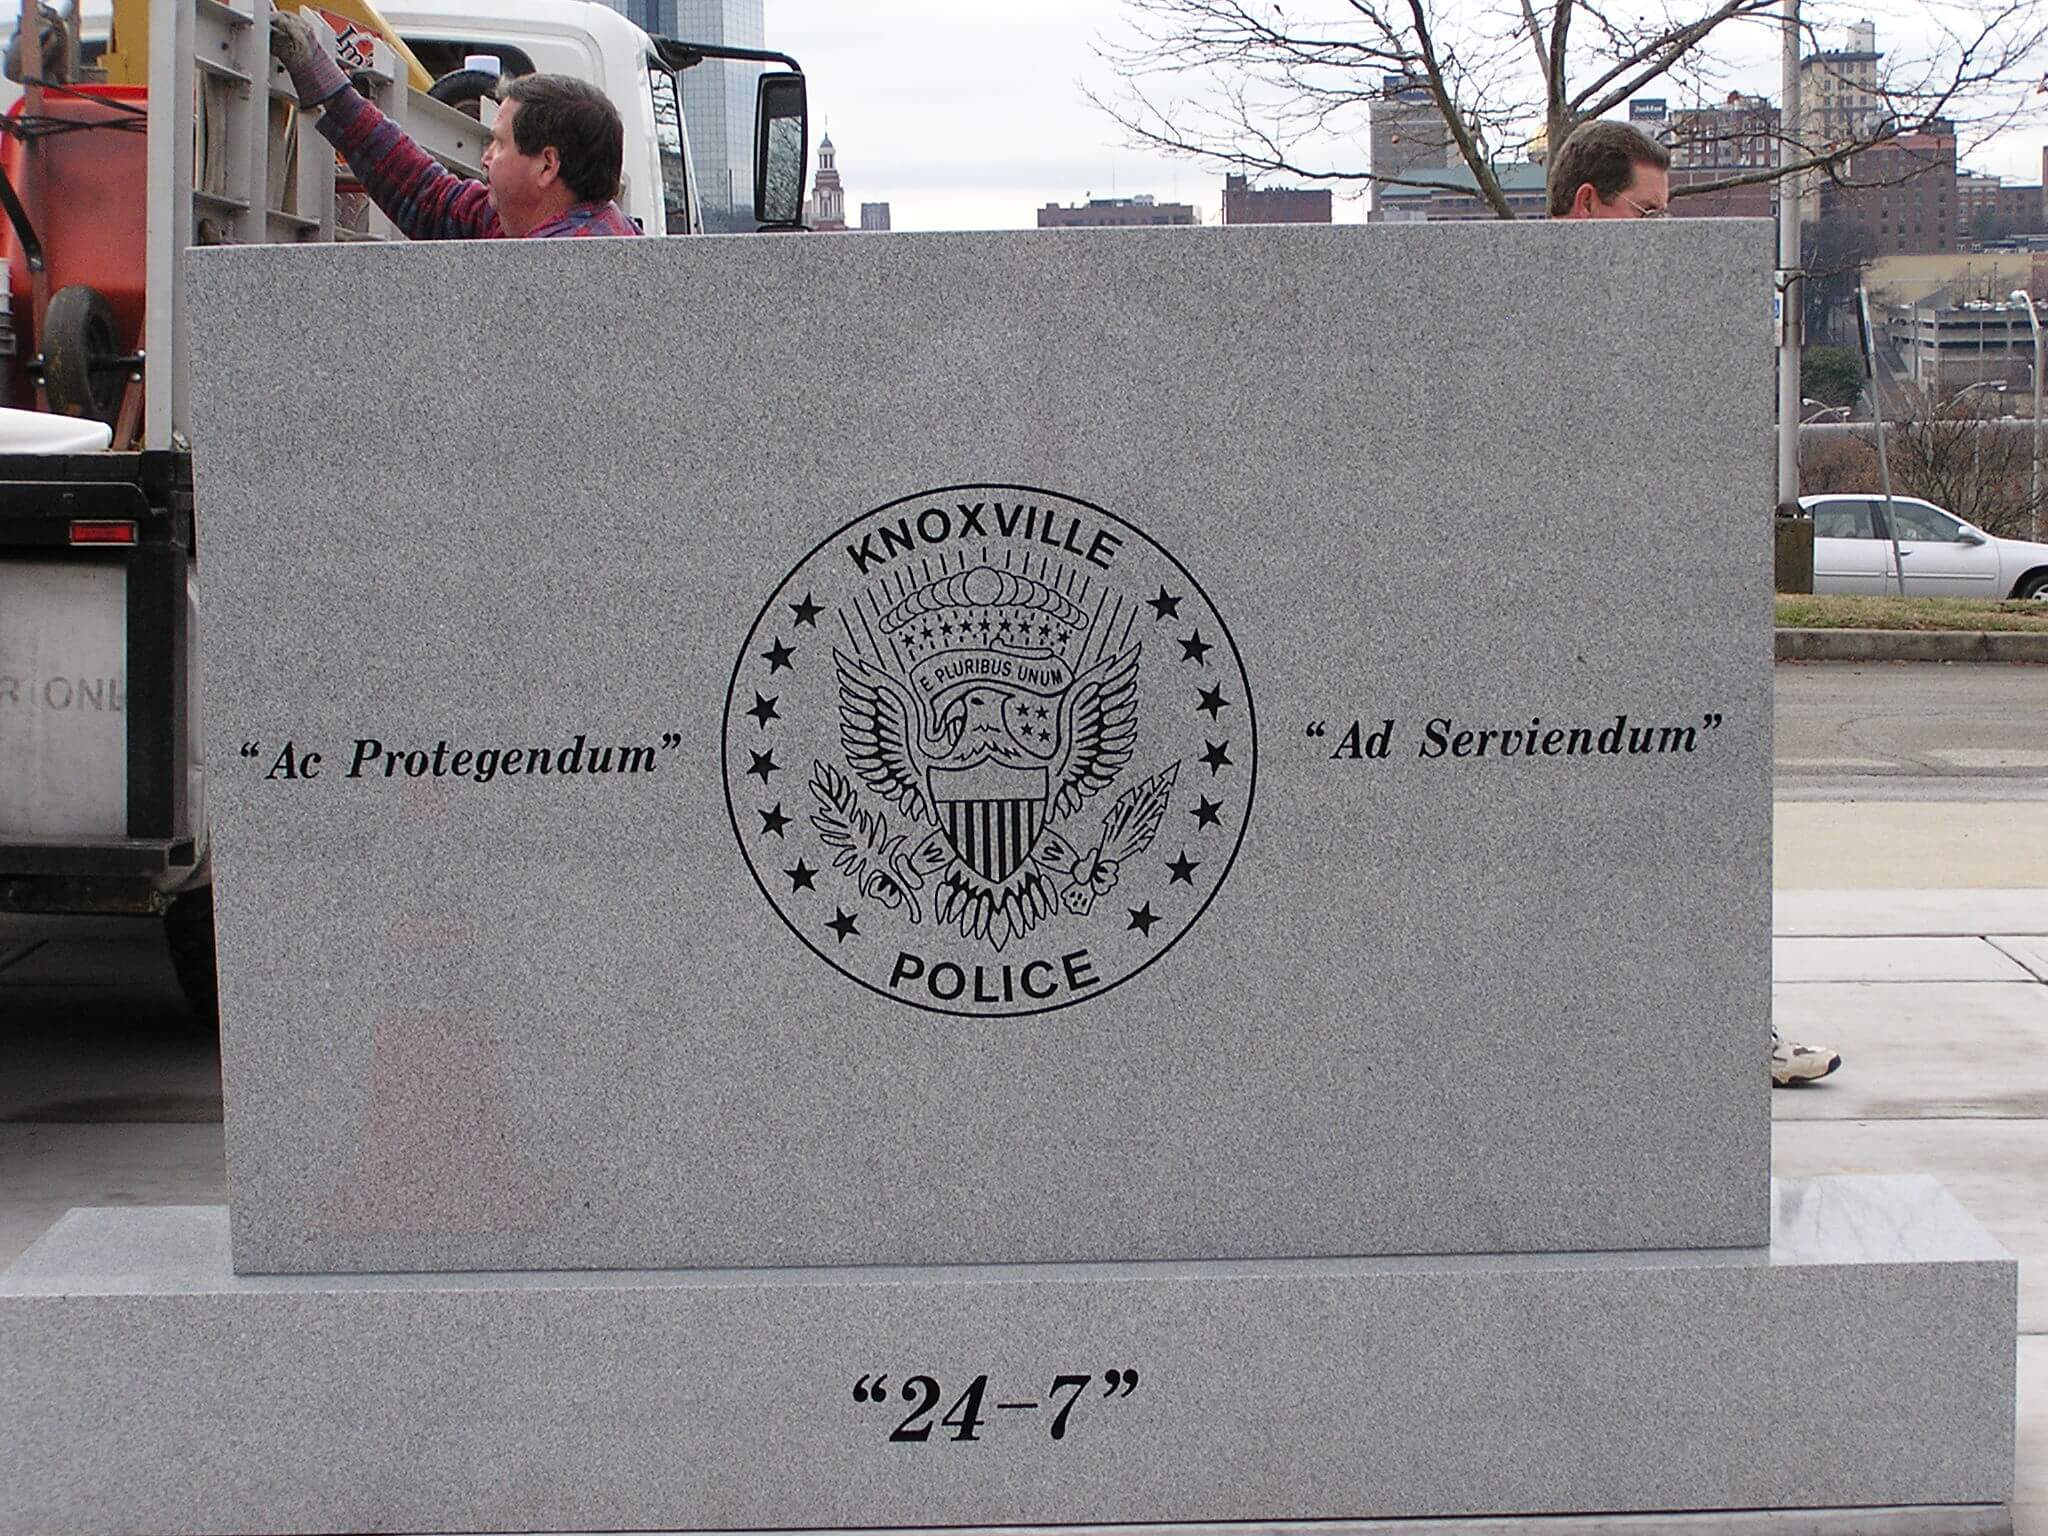 KNOXVILLE
E PLURIBUS UNUM
“Ac Protegendum”
“Ad Serviendum”
POLICE
“24–7”